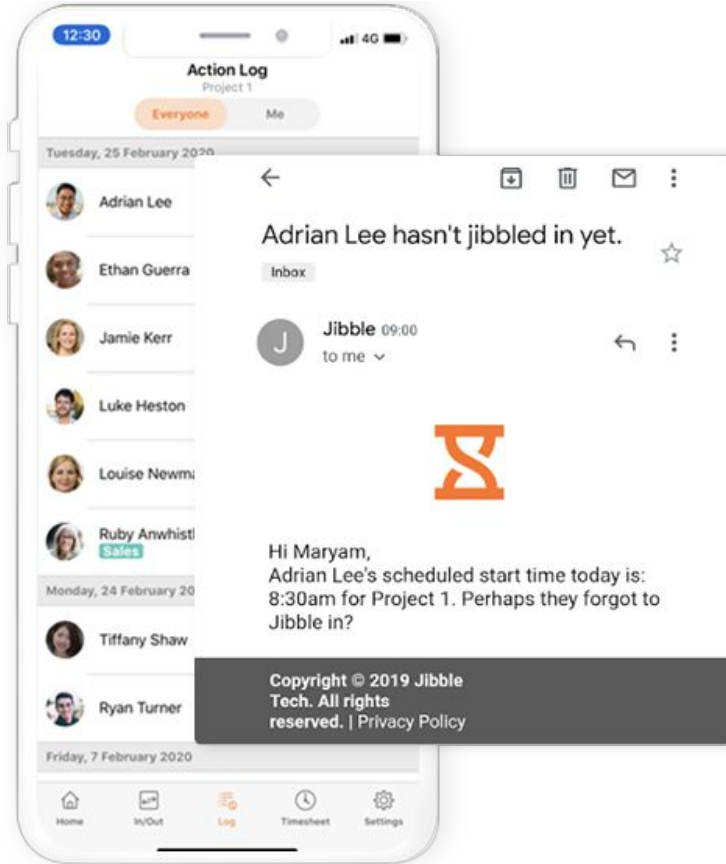 12:30
4G
Action Log
Project 1
Everyone Me
Tuesday, 25 February 2020
Adrian Lee
Ethan Guerra
Jamie Kerr
Luke Heston
Louise Newma
Ruby Anwhistl
Sales
Monday, 24 February 20
Tiffany Shaw
Ryan Turner
Friday, 7 February 2020
Home In/Out Log Timesheet Settings
Adrian Lee hasn't jibbled in yet.
Inbox
J
Jibble 09:00
to me
Hi Maryam,
Adrian Lee's scheduled start time today is:
8:30am for Project 1. Perhaps they forgot to
Jibble in?
Copyright © 2019 Jibble
Tech. All rights
reserved. | Privacy Policy